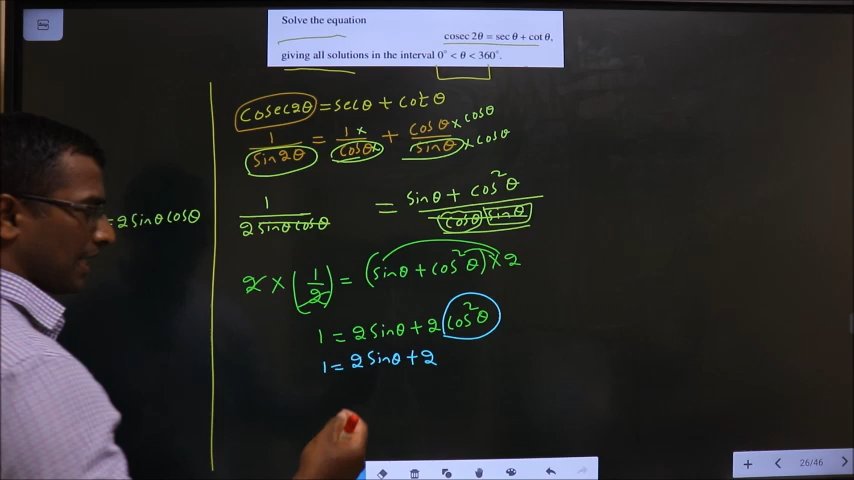 Solve the equation
cosec 2θ = sec θ + cot θ,
giving all solutions in the interval 0° < θ < 360°.
cosec2θ = secθ + cotθ
1/sin2θ = 1×/cosθ× + cosθ×cosθ/sinθ×cosθ
= 2sinθcosθ
1/2sinθcosθ = sinθ + cos²θ/cosθ sinθ
2 × (1/2) = (sinθ + cos²θ) × 2
1 = 2sinθ + 2cos²θ
1 = 2sinθ + 2
26/46